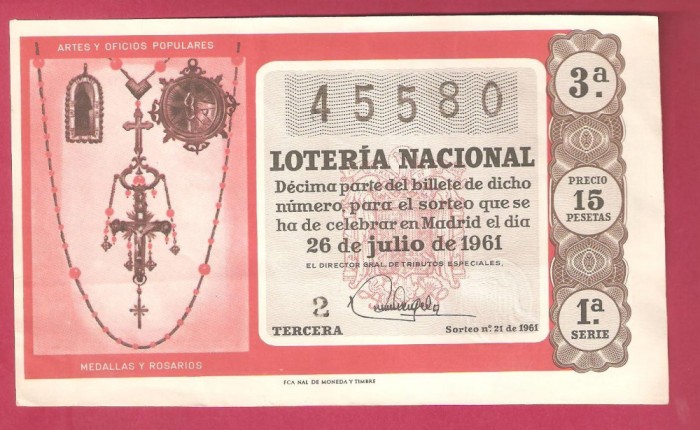 ARTES Y OFICIOS POPULARES
MEDALLAS Y ROSARIOS
45580
LOTERÍA NACIONAL
Décima parte del billete de dicho
número, para el sorteo que se
ha de celebrar en Madrid el día
26 de julio de 1961
EL DIRECTOR GRAL. DE TRIBUTOS ESPECIALES,
2
TERCERA
Sorteo nº 21 de 1961
3.ª
PRECIO
15
PESETAS
1.ª
SERIE
FCA NAL DE MONEDA Y TIMBRE